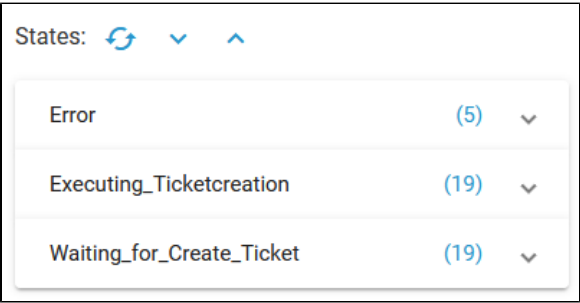 States:
Error (5)
Executing_Ticketcreation (19)
Waiting_for_Create_Ticket (19)